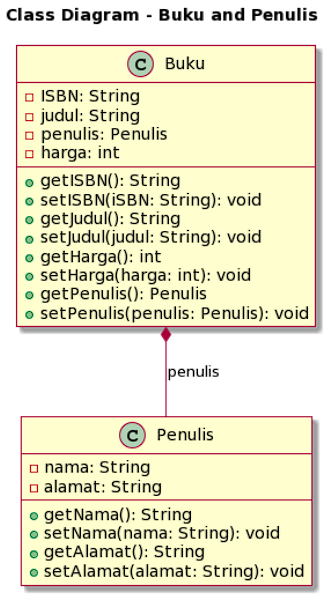 Class Diagram - Buku and Penulis
C Buku
ISBN: String
judul: String
penulis: Penulis
harga: int
getISBN(): String
setISBN(iSBN: String): void
getJudul(): String
setJudul(judul: String): void
getHarga(): int
setHarga(harga: int): void
getPenulis(): Penulis
setPenulis(penulis: Penulis): void
penulis
C Penulis
nama: String
alamat: String
getNama(): String
setNama(nama: String): void
getAlamat(): String
setAlamat(alamat: String): void